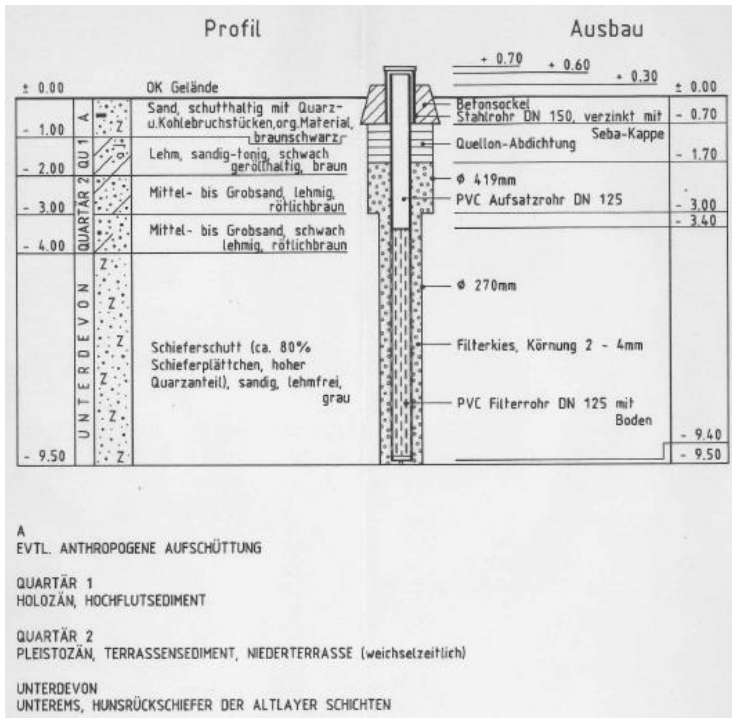 Profil
Ausbau
+ 0.70
+ 0.60
+ 0.30
± 0.00
OK Gelände
± 0.00
A
Sand, schutthaltig mit Quarz-
u.Kohlebruchstücken,org.Material,
braunschwarz
- 1.00
Z
Betonsockel
Stahlrohr DN 150, verzinkt mit
Seba-Kappe
- 0.70
QU 1
Lehm, sandig-tonig, schwach
geröllhaltig, braun
- 2.00
Quellon-Abdichtung
- 1.70
QUARTÄR 2
Mittel- bis Grobsand, lehmig,
rötlichbraun
- 3.00
ø 419mm
PVC Aufsatzrohr DN 125
- 3.00
- 3.40
Mittel- bis Grobsand, schwach
lehmig, rötlichbraun
- 4.00
UNTERDEVON
Z
Z
Z
Z
Z
Z
Z
Schieferschutt (ca. 80%
Schieferplättchen, hoher
Quarzanteil), sandig, lehmfrei,
grau
- 9.50
ø 270mm
Filterkies, Körnung 2 - 4mm
PVC Filterrohr DN 125 mit
Boden
- 9.40
- 9.50
A
EVTL. ANTHROPOGENE AUFSCHÜTTUNG
QUARTÄR 1
HOLOZÄN, HOCHFLUTSEDIMENT
QUARTÄR 2
PLEISTOZÄN, TERRASSENSEDIMENT, NIEDERTERRASSE (weichselzeitlich)
UNTERDEVON
UNTEREMS, HUNSRÜCKSCHIEFER DER ALTLAYER SCHICHTEN